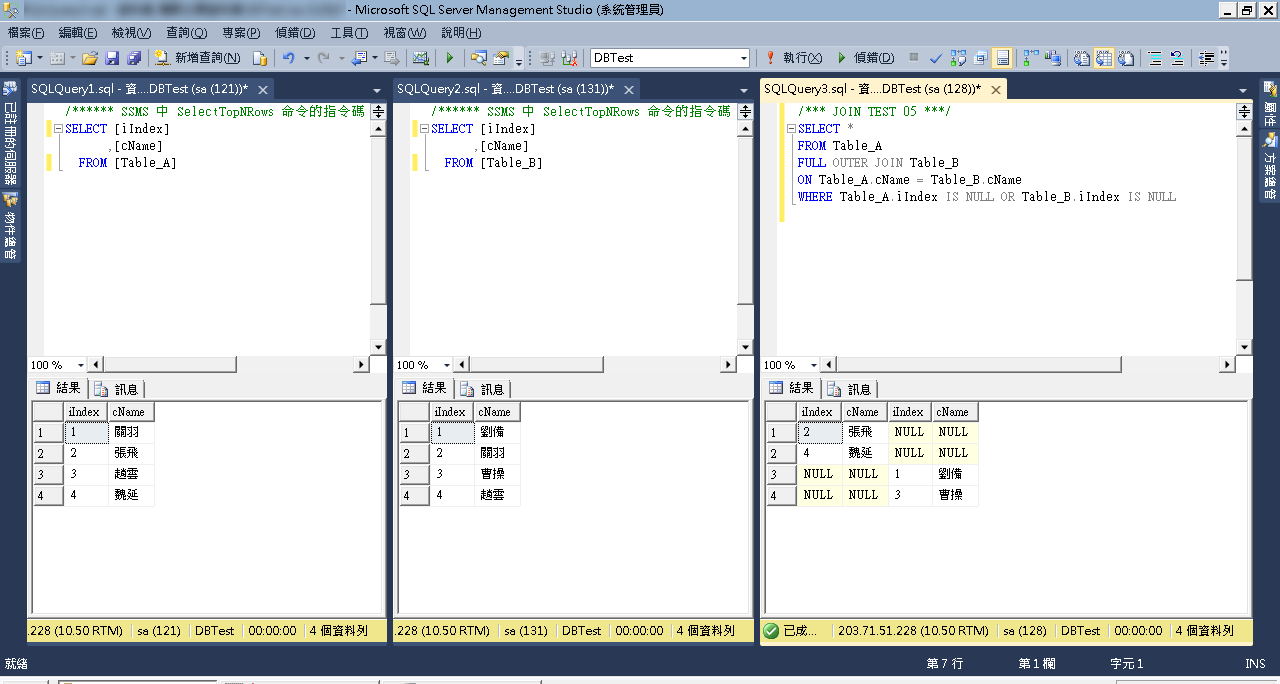 - Microsoft SQL Server Management Studio (系統管理員)
檔案(F) 編輯(E) 檢視(V) 查詢(Q) 專案(P) 偵錯(D) 工具(T) 視窗(W) 說明(H)
新增查詢(N) DBTest 執行(X) 偵錯(D)
已註冊的伺服器
物件總管
SQLQuery1.sql - 資...DBTest (sa (121))*
/****** SSMS 中 SelectTopNRows 命令的指令碼
SELECT [iIndex]
,[cName]
FROM [Table_A]
100 %
結果 訊息
iIndex cName
1 1 關羽
2 2 張飛
3 3 趙雲
4 4 魏延
.228 (10.50 RTM) sa (121) DBTest 00:00:00 4 個資料列
SQLQuery2.sql - 資...DBTest (sa (131))*
/****** SSMS 中 SelectTopNRows 命令的指令碼
SELECT [iIndex]
,[cName]
FROM [Table_B]
100 %
結果 訊息
iIndex cName
1 1 劉備
2 2 關羽
3 3 曹操
4 4 趙雲
.228 (10.50 RTM) sa (131) DBTest 00:00:00 4 個資料列
SQLQuery3.sql - 資...DBTest (sa (128))*
/*** JOIN TEST 05 ***/
SELECT *
FROM Table_A
FULL OUTER JOIN Table_B
ON Table_A.cName = Table_B.cName
WHERE Table_A.iIndex IS NULL OR Table_B.iIndex IS NULL
100 %
結果 訊息
iIndex cName iIndex cName
1 2 張飛 NULL NULL
2 4 魏延 NULL NULL
3 NULL NULL 1 劉備
4 NULL NULL 3 曹操
已成... 203.71.51.228 (10.50 RTM) sa (128) DBTest 00:00:00 4 個資料列
屬性
方案總管
就緒 第 7 行 第 1 欄 字元 1 INS